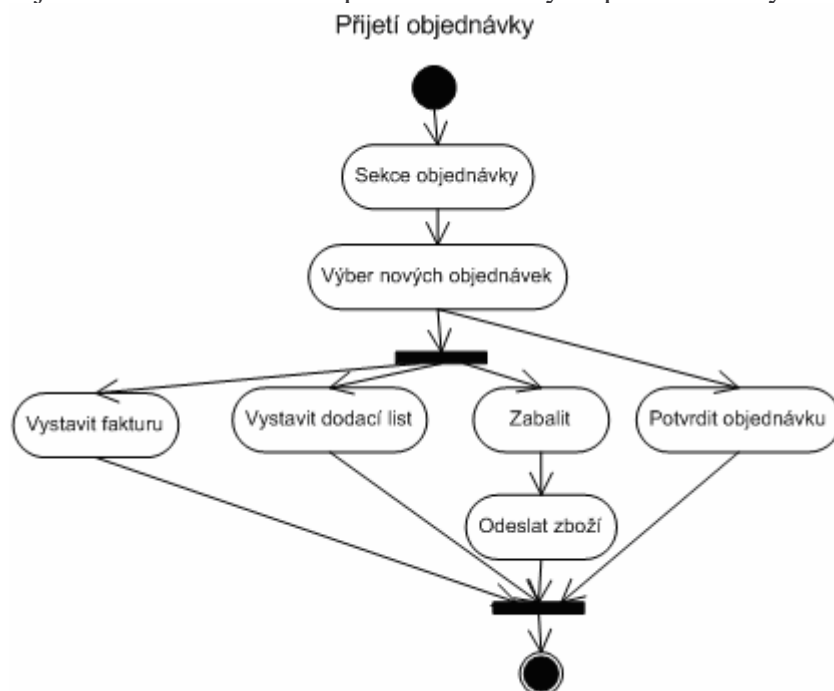 Přijetí objednávky
Sekce objednávky
Výber nových objednávek
Vystavit fakturu
Vystavit dodací list
Zabalit
Potvrdit objednávku
Odeslat zboží